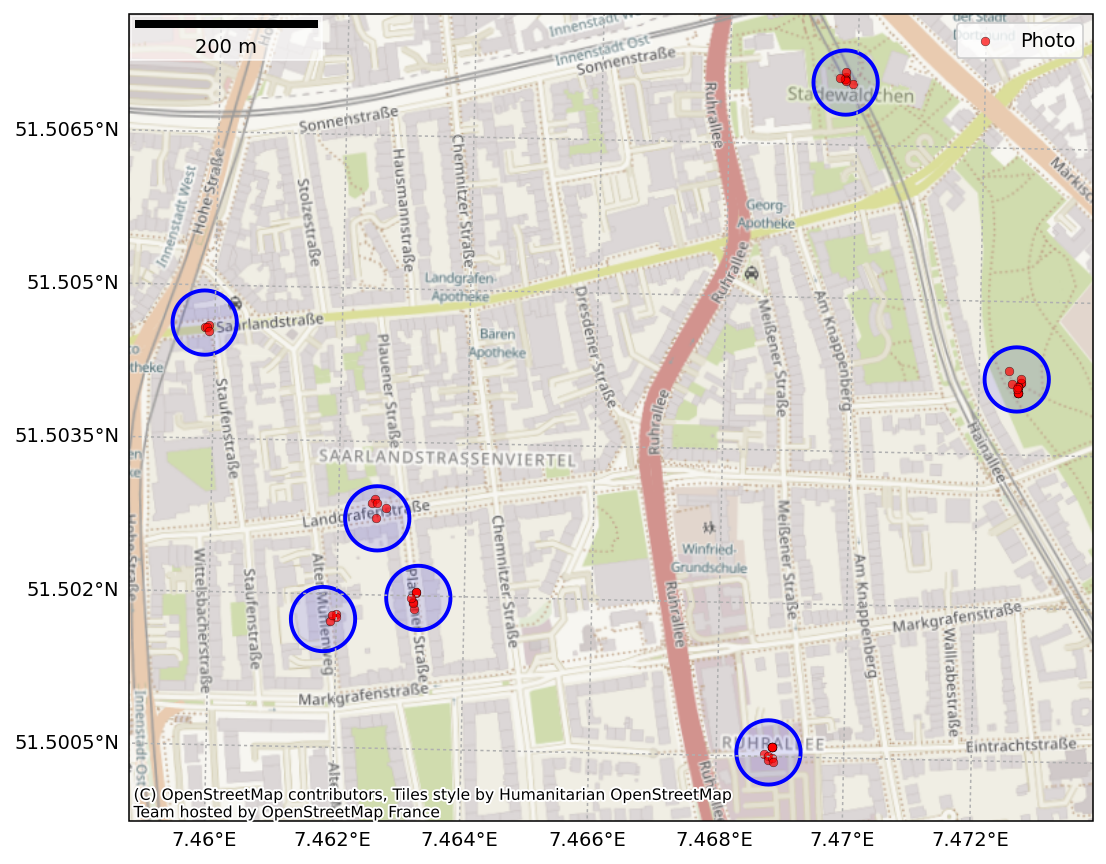 200 m
Innenstadt Ost
Sonnenstraße
der Stadt
Dortmund
Photo
Stadewäldchen
51.5065°N
Sonnenstraße
Ruhrallee
Chemnitzer Straße
Hausmannstraße
Stolzestraße
Hohe Straße
Innenstadt West
Georg-
Apotheke
51.505°N
Landgrafen-
Apotheke
Ruhrallee
Saarlandstraße
Bären
Apotheke
Dresdener Straße
Meißener Straße
Am Knappenberg
Plauener Straße
Staufenstraße
Ruhrallee
51.5035°N
SAARLANDSTRASSENVIERTEL
Hainallee
Landgrafenstraße
Chemnitzer Straße
Meißener Straße
Winfried-
Grundschule
Hohe Straße
Wittelsbacherstraße
Staufenstraße
Alter Mühlenweg
Am Knappenberg
51.502°N
Ruhrallee
Markgrafenstraße
Wallrabestraße
Markgrafenstraße
Innenstadt Ost
51.5005°N
RUHRALLEE
Eintrachtstraße
(C) OpenStreetMap contributors, Tiles style by Humanitarian OpenStreetMap
Team hosted by OpenStreetMap France
7.46°E
7.462°E
7.464°E
7.466°E
7.468°E
7.47°E
7.472°E